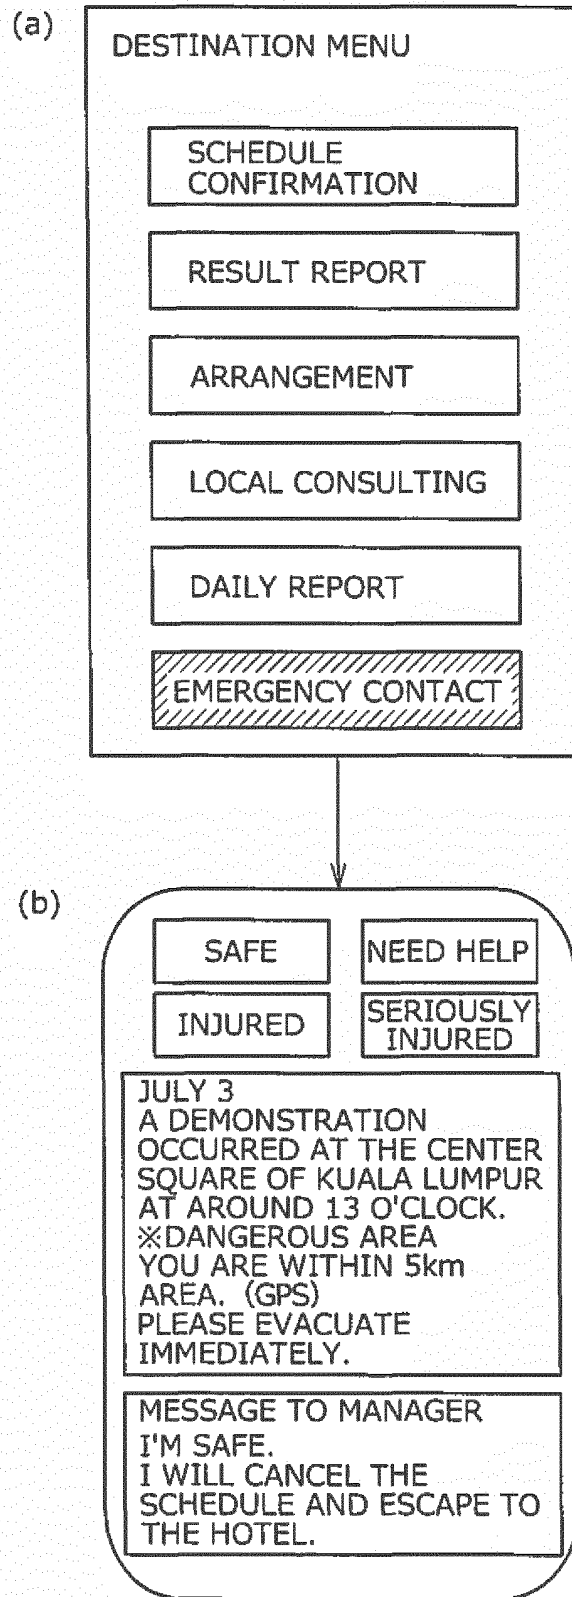 (a)
DESTINATION MENU
SCHEDULE
CONFIRMATION
RESULT REPORT
ARRANGEMENT
LOCAL CONSULTING
DAILY REPORT
EMERGENCY CONTACT
(b)
SAFE
NEED HELP
INJURED
SERIOUSLY
INJURED
JULY 3
A DEMONSTRATION
OCCURRED AT THE CENTER
SQUARE OF KUALA LUMPUR
AT AROUND 13 O'CLOCK.
※DANGEROUS AREA
YOU ARE WITHIN 5km
AREA. (GPS)
PLEASE EVACUATE
IMMEDIATELY.
MESSAGE TO MANAGER
I'M SAFE.
I WILL CANCEL THE
SCHEDULE AND ESCAPE TO
THE HOTEL.